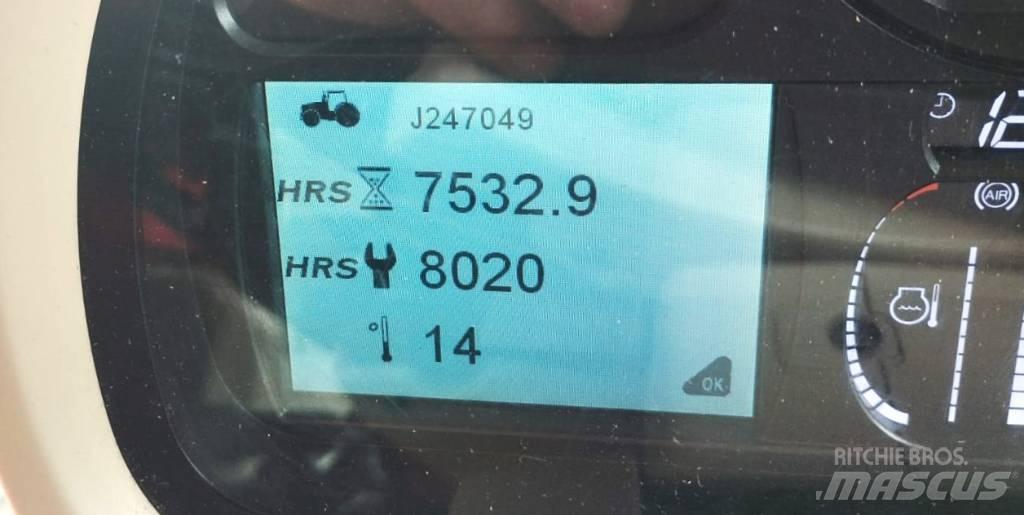 J247049
HRS 7532.9
HRS 8020
° 14
OK
AIR
RITCHIE BROS.
MASCUS